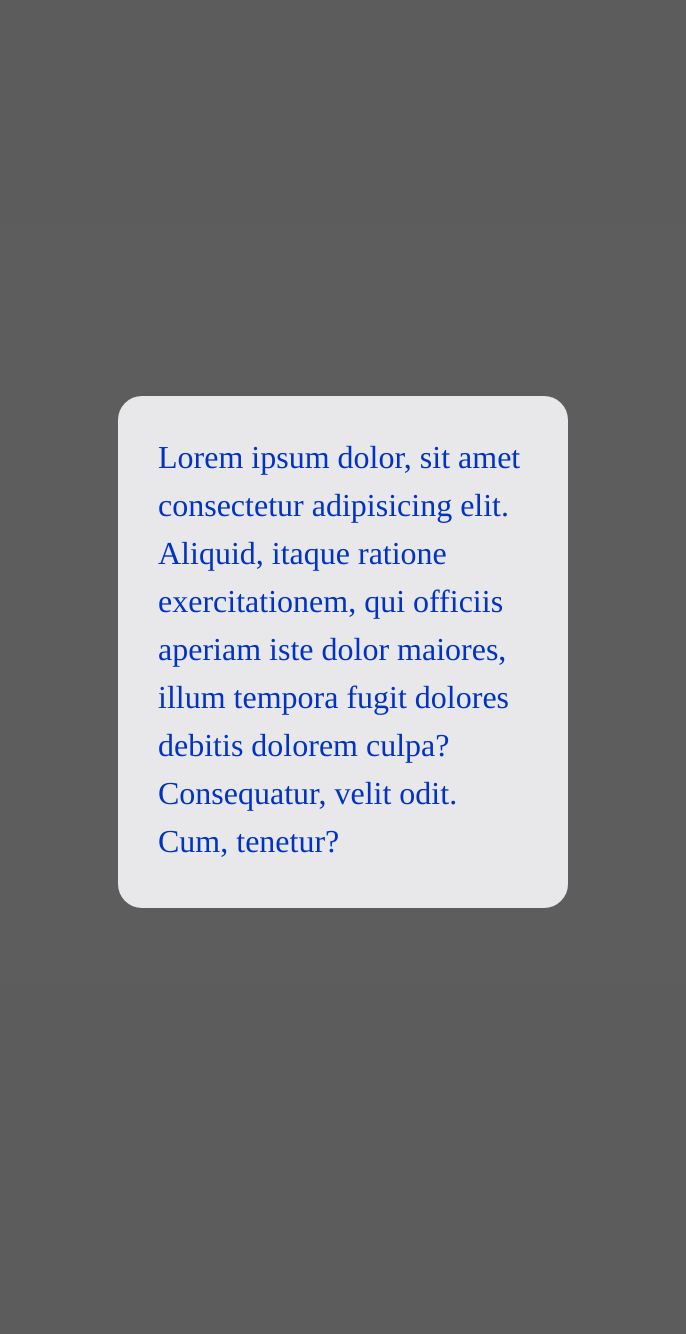 Lorem ipsum dolor, sit amet
consectetur adipisicing elit.
Aliquid, itaque ratione
exercitationem, qui officiis
aperiam iste dolor maiores,
illum tempora fugit dolores
debitis dolorem culpa?
Consequatur, velit odit.
Cum, tenetur?